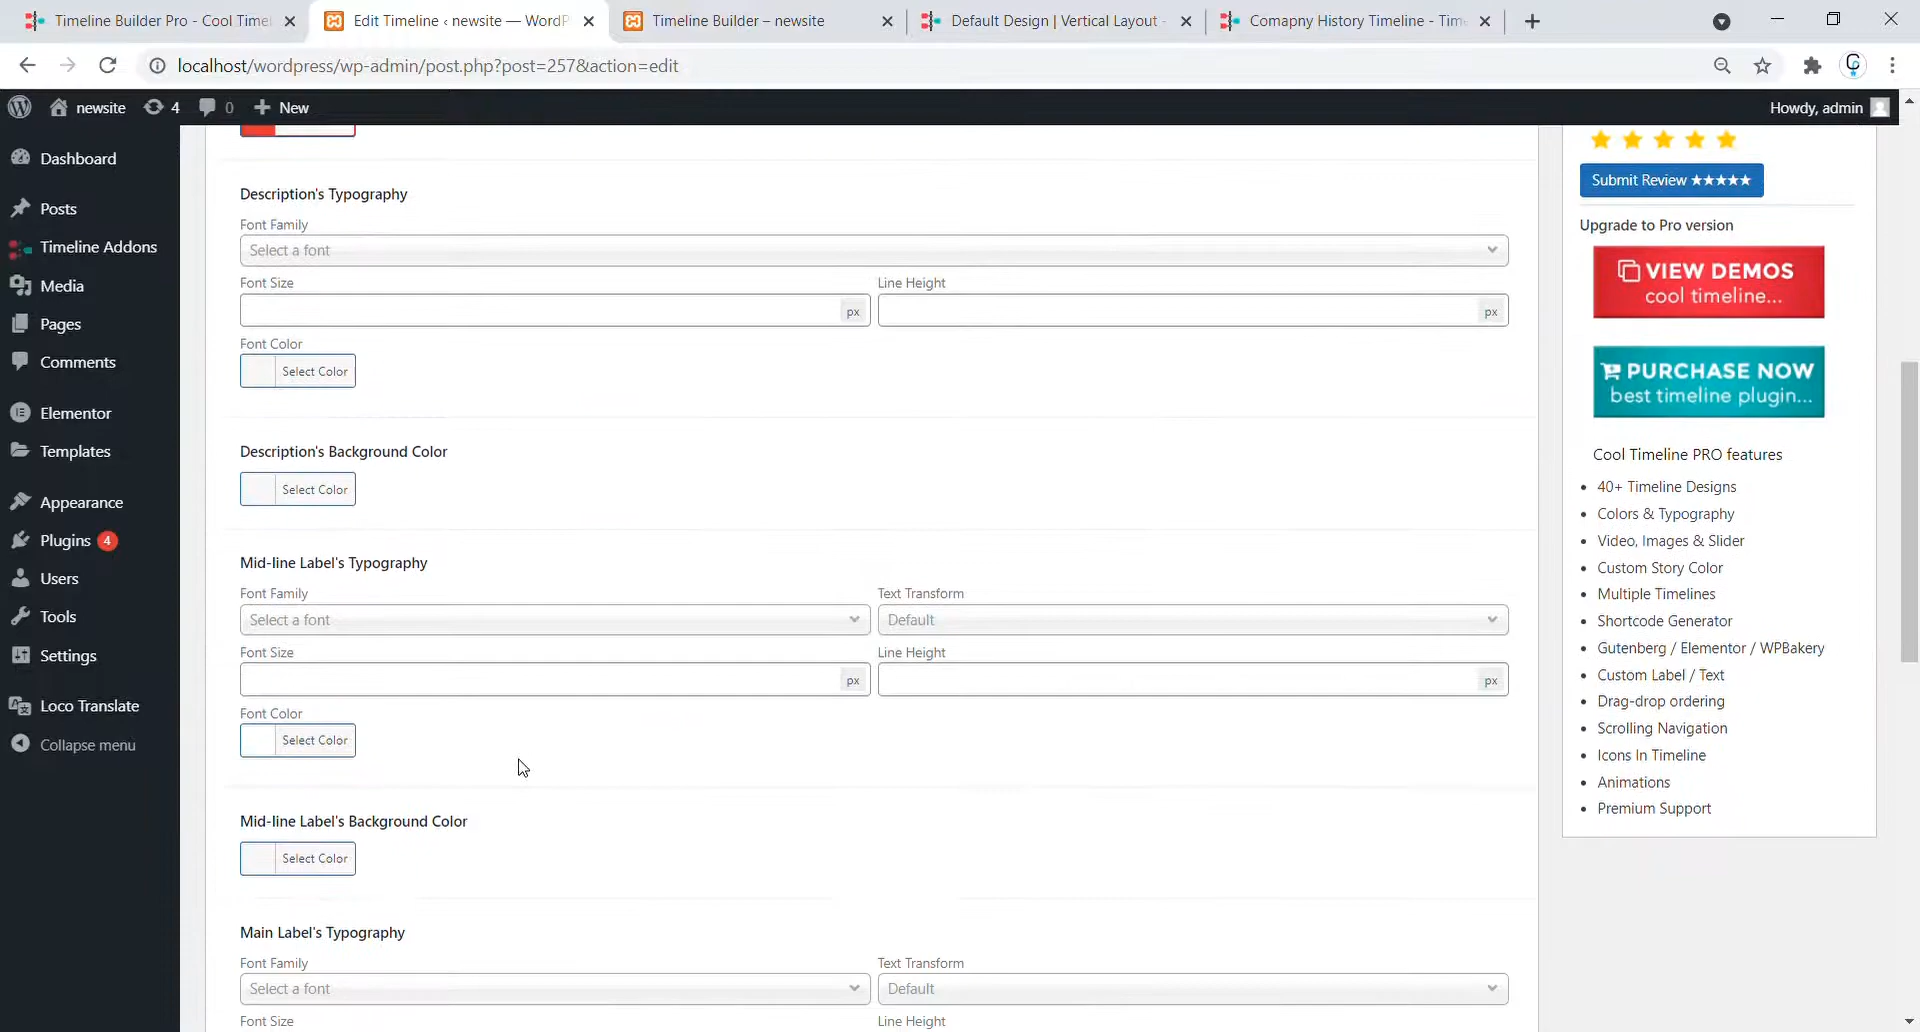 Timeline Builder Pro - Cool Time
Edit Timeline ‹ newsite — WordP
Timeline Builder – newsite
Default Design | Vertical Layout -
Comapny History Timeline - Tim
localhost/wordpress/wp-admin/post.php?post=257&action=edit
newsite
4
0
New
Howdy, admin
Dashboard
Posts
Timeline Addons
Media
Pages
Comments
Elementor
Templates
Appearance
Plugins 4
Users
Tools
Settings
Loco Translate
Collapse menu
Description's Typography
Font Family
Select a font
Font Size
Line Height
px
px
Font Color
Select Color
Description's Background Color
Select Color
Mid-line Label's Typography
Font Family
Text Transform
Select a font
Default
Font Size
Line Height
px
px
Font Color
Select Color
Mid-line Label's Background Color
Select Color
Main Label's Typography
Font Family
Text Transform
Select a font
Default
Font Size
Line Height
Submit Review ★★★★★
Upgrade to Pro version
VIEW DEMOS
cool timeline...
PURCHASE NOW
best timeline plugin...
Cool Timeline PRO features
40+ Timeline Designs
Colors & Typography
Video, Images & Slider
Custom Story Color
Multiple Timelines
Shortcode Generator
Gutenberg / Elementor / WPBakery
Custom Label / Text
Drag-drop ordering
Scrolling Navigation
Icons In Timeline
Animations
Premium Support